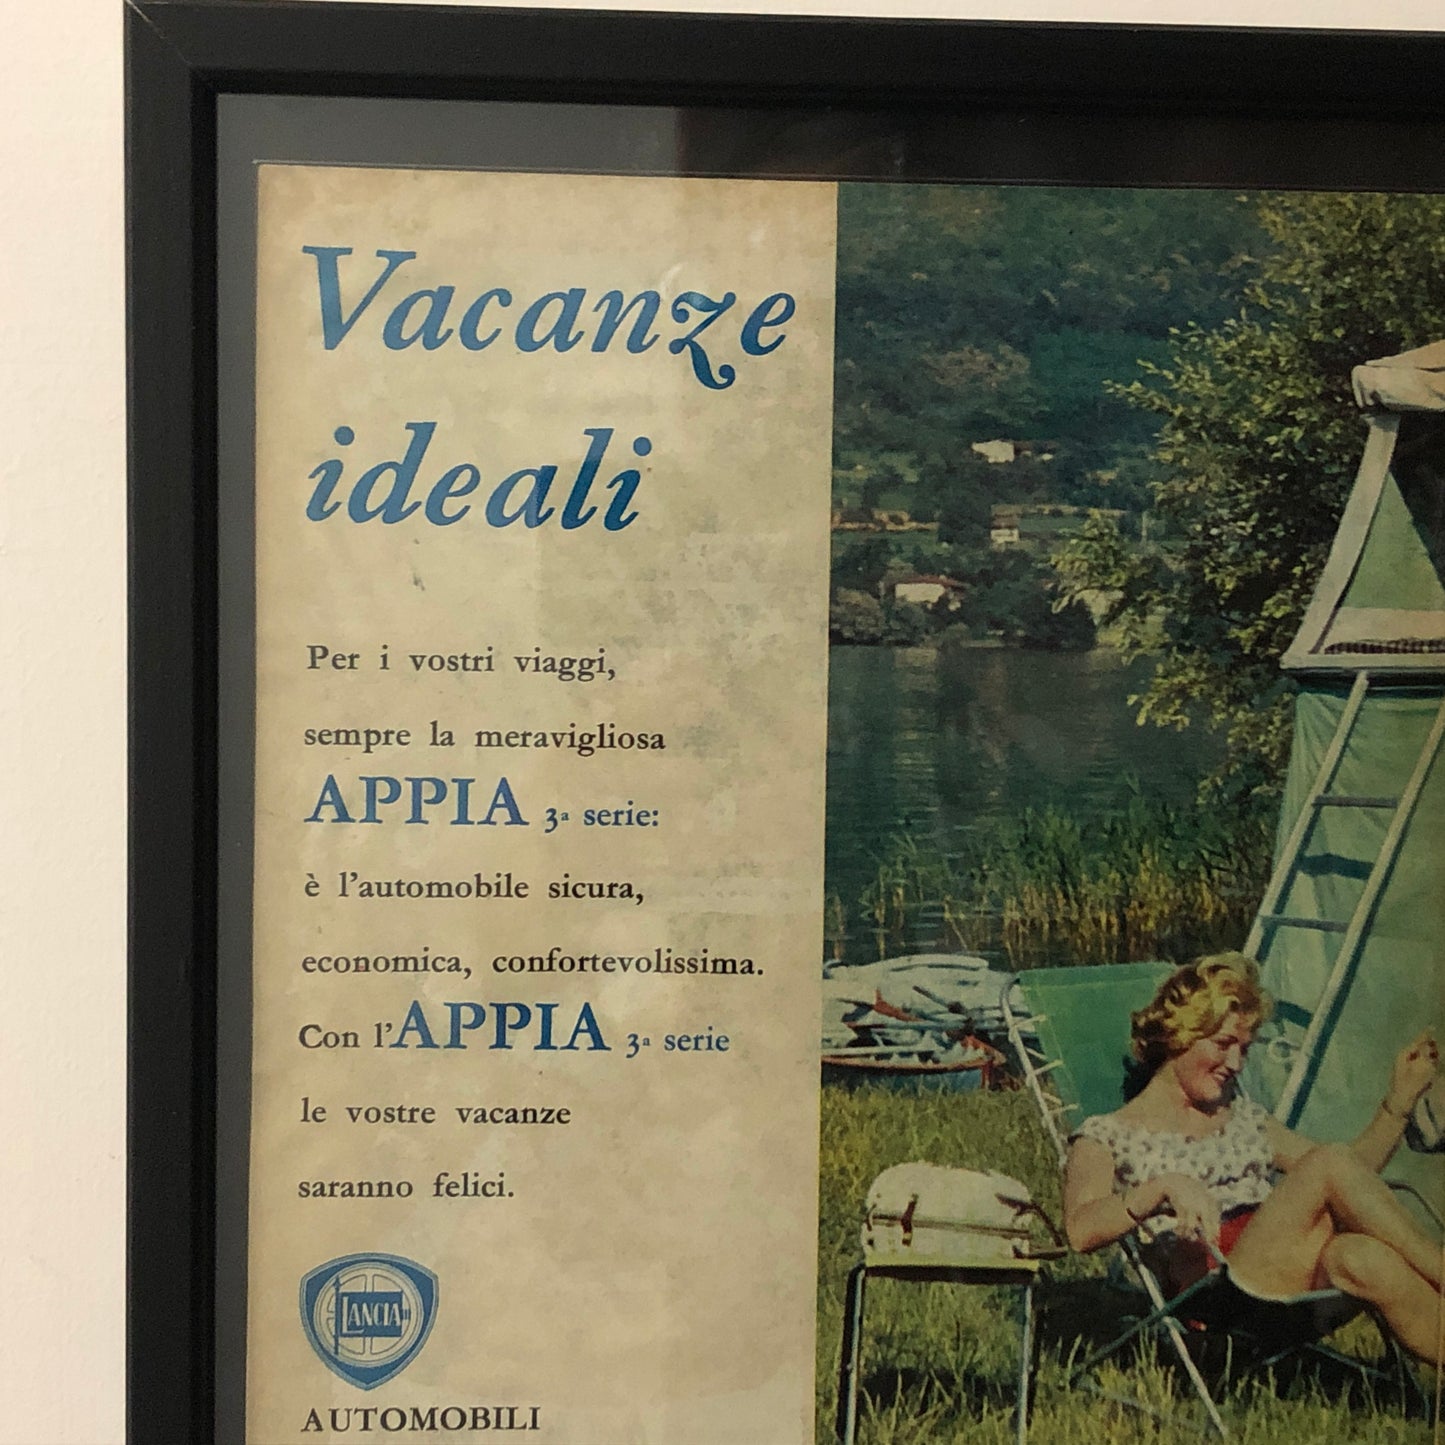 Vacanze
ideali
Per i vostri viaggi,
sempre la meravigliosa
APPIA 3ª serie:
è l’automobile sicura,
economica, confortevolissima.
Con l’APPIA 3ª serie
le vostre vacanze
saranno felici.
LANCIA
AUTOMOBILI